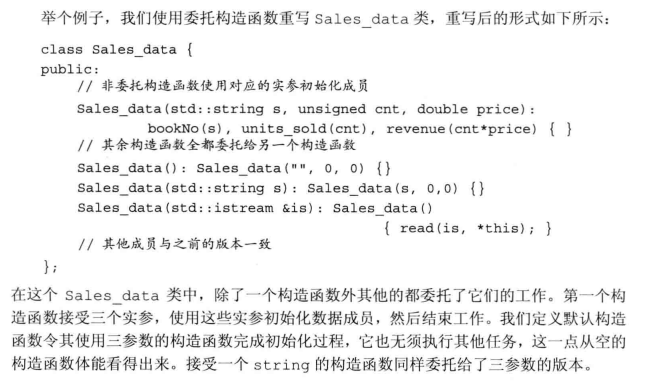 举个例子，我们使用委托构造函数重写 Sales_data 类，重写后的形式如下所示：
class Sales_data {
public:
// 非委托构造函数使用对应的实参初始化成员
Sales_data(std::string s, unsigned cnt, double price):
bookNo(s), units_sold(cnt), revenue(cnt*price) { }
// 其余构造函数全都委托给另一个构造函数
Sales_data(): Sales_data("", 0, 0) {}
Sales_data(std::string s): Sales_data(s, 0,0) {}
Sales_data(std::istream &is): Sales_data()
{ read(is, *this); }
// 其他成员与之前的版本一致
};
在这个 Sales_data 类中，除了一个构造函数外其他的都委托了它们的工作。第一个构
造函数接受三个实参，使用这些实参初始化数据成员，然后结束工作。我们定义默认构造
函数令其使用三参数的构造函数完成初始化过程，它也无须执行其他任务，这一点从空的
构造函数体能看得出来。接受一个 string 的构造函数同样委托给了三参数的版本。